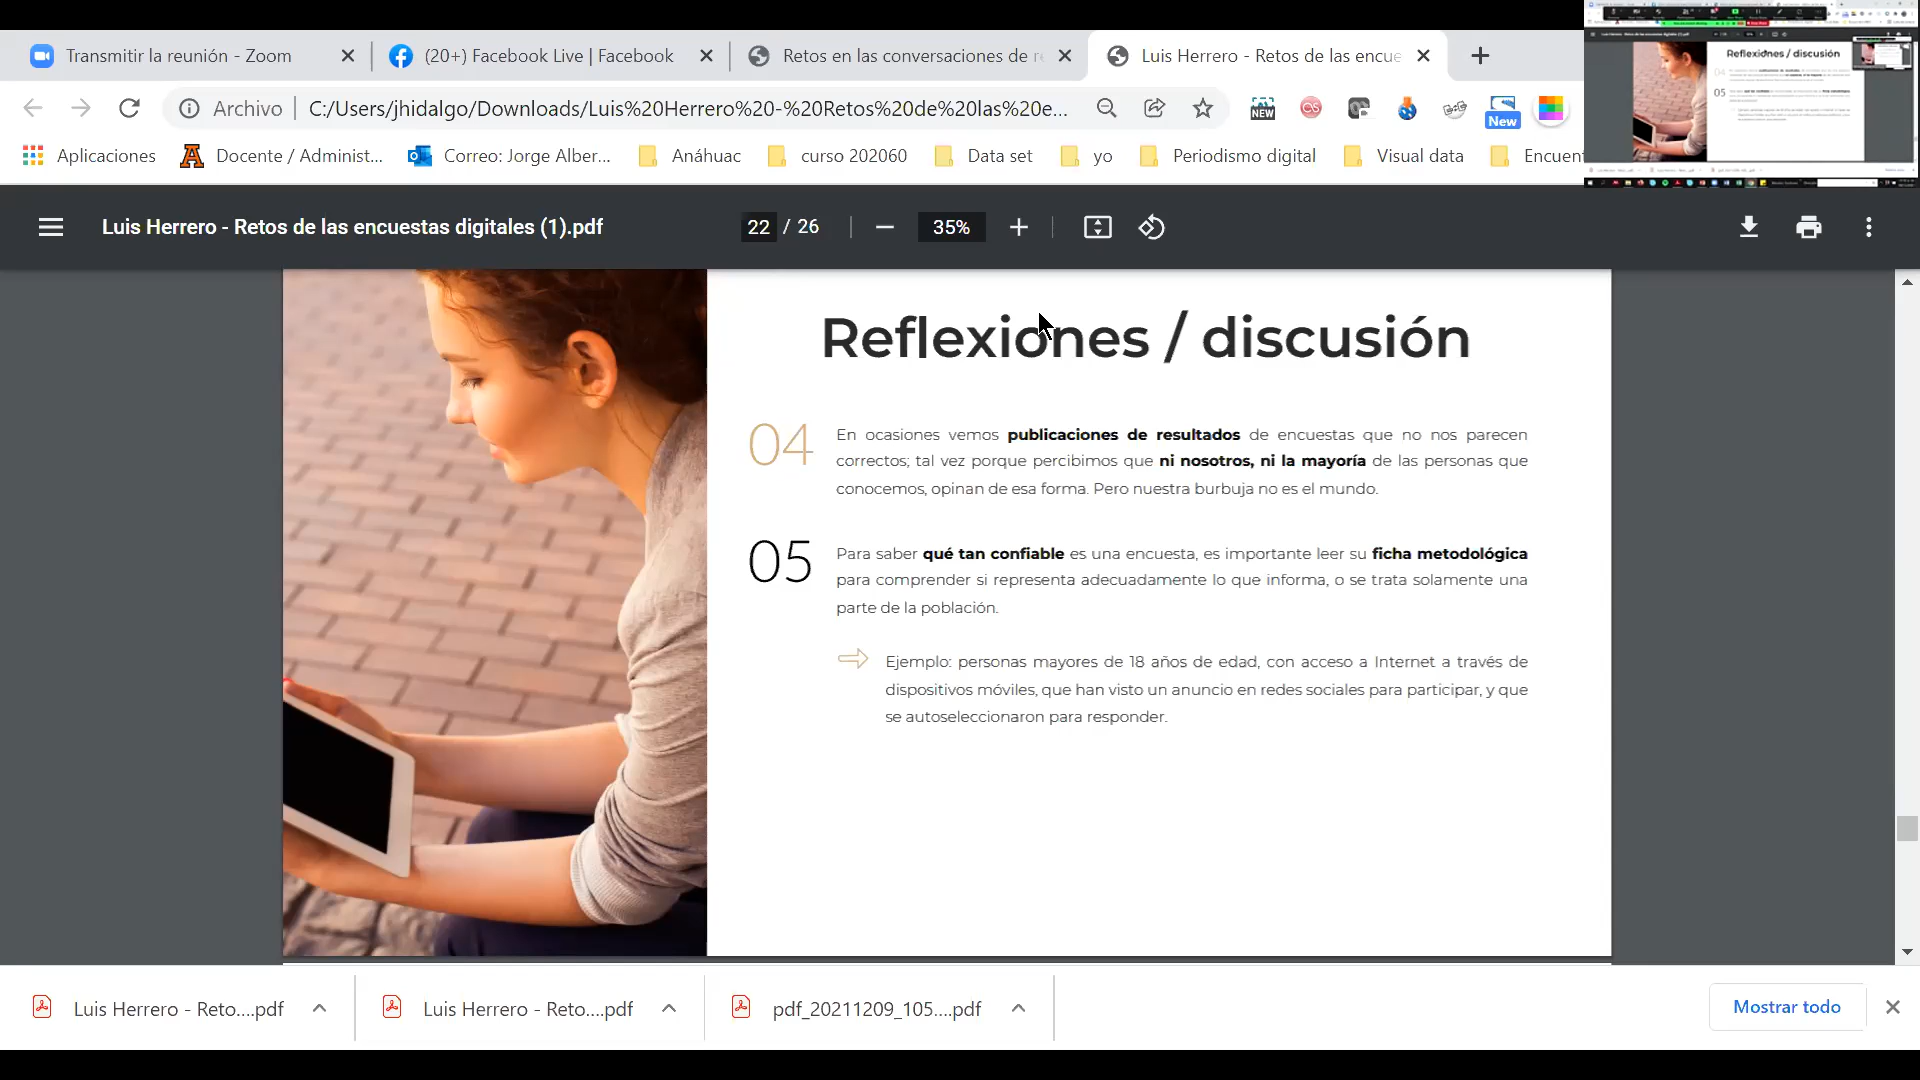 Transmitir la reunión - Zoom
(20+) Facebook Live | Facebook
Retos en las conversaciones de r
Luis Herrero - Retos de las encue
Archivo
C:/Users/jhidalgo/Downloads/Luis%20Herrero%20-%20Retos%20de%20las%20e...
NEW
New
Aplicaciones
Docente / Administ...
Correo: Jorge Alber...
Anáhuac
curso 202060
Data set
yo
Periodismo digital
Visual data
Encuen
Luis Herrero - Retos de las encuestas digitales (1).pdf
22 / 26
35%
Reflexiones / discusión
04
En ocasiones vemos publicaciones de resultados de encuestas que no nos parecen
correctos; tal vez porque percibimos que ni nosotros, ni la mayoría de las personas que
conocemos, opinan de esa forma. Pero nuestra burbuja no es el mundo.
05
Para saber qué tan confiable es una encuesta, es importante leer su ficha metodológica
para comprender si representa adecuadamente lo que informa, o se trata solamente una
parte de la población.
Ejemplo: personas mayores de 18 años de edad, con acceso a Internet a través de
dispositivos móviles, que han visto un anuncio en redes sociales para participar, y que
se autoseleccionaron para responder.
Luis Herrero - Reto....pdf
Luis Herrero - Reto....pdf
pdf_20211209_105....pdf
Mostrar todo
Reflexiones / discusión
04
05